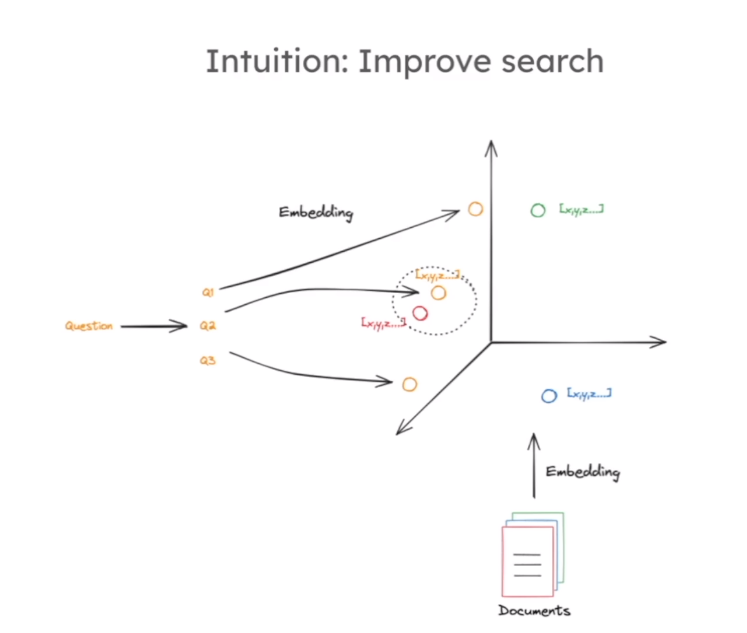 Intuition: Improve search
Embedding
[x,y,z...]
Q1
[x,y,z...]
Question
Q2
[x,y,z...]
Q3
[x,y,z...]
Embedding
Documents